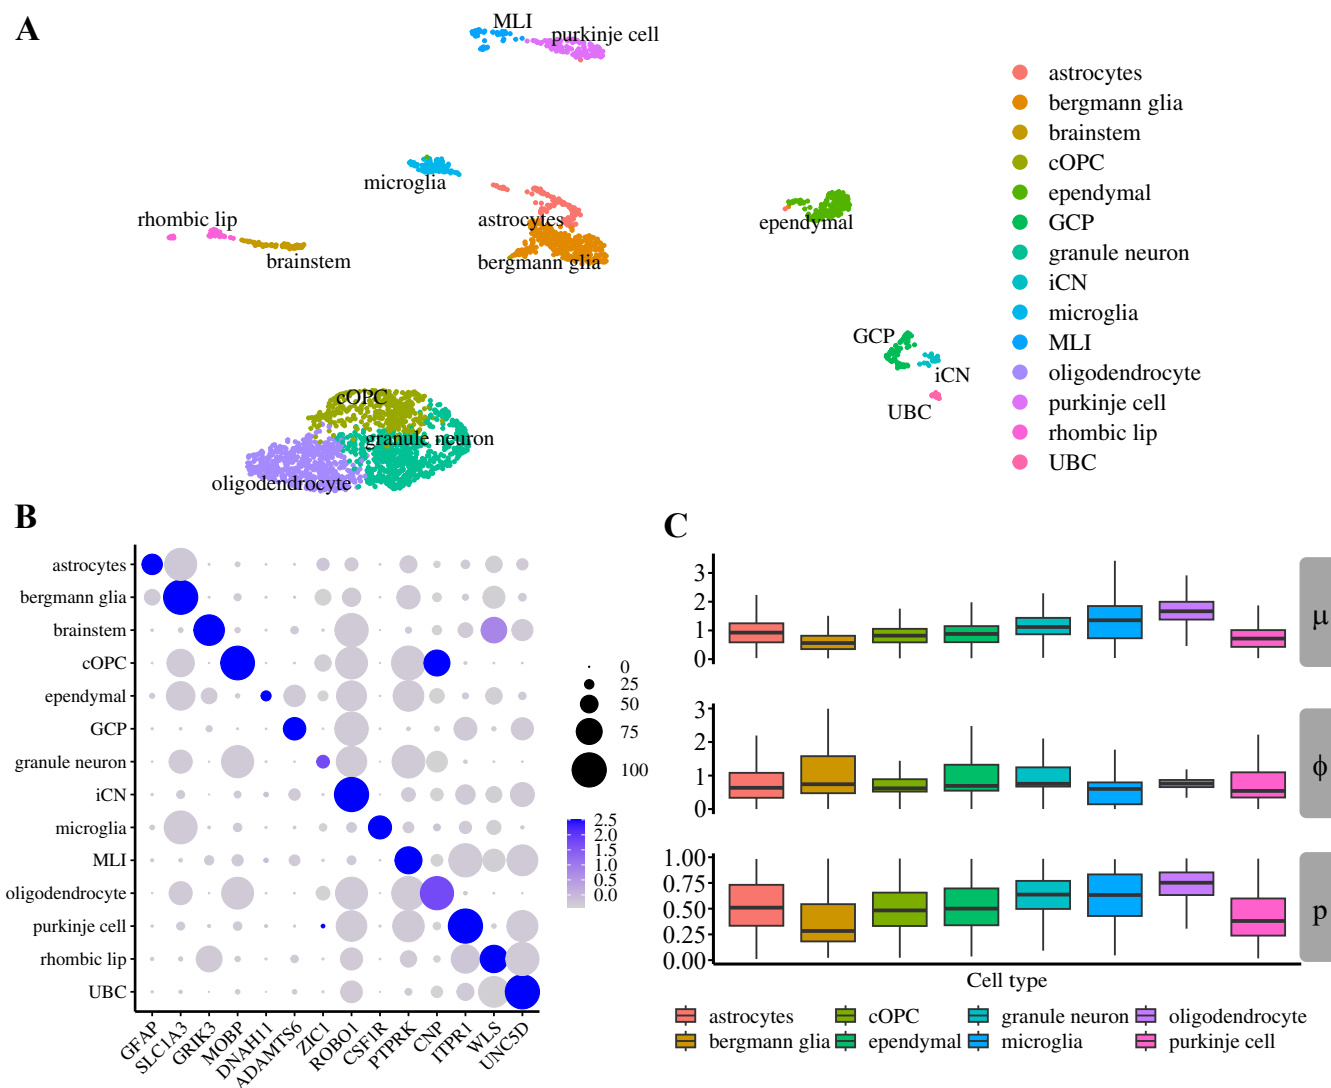 A
MLI
purkinje cell
microglia
astrocytes
bergmann glia
rhombic lip
brainstem
ependymal
GCP
iCN
UBC
cOPC
granule neuron
oligodendrocyte
astrocytes
bergmann glia
brainstem
cOPC
ependymal
GCP
granule neuron
iCN
microglia
MLI
oligodendrocyte
purkinje cell
rhombic lip
UBC
B
astrocytes
bergmann glia
brainstem
cOPC
ependymal
GCP
granule neuron
iCN
microglia
MLI
oligodendrocyte
purkinje cell
rhombic lip
UBC
GFAP
SLC1A3
GRIK3
MOBP
DNAH11
ADAMTS6
ZIC1
ROBO1
CSF1R
PTPRK
CNP
ITPR1
WLS
UNC5D
0
25
50
75
100
2.5
2.0
1.5
1.0
0.5
0.0
C
3
2
1
0
μ
3
2
1
0
ϕ
1.00
0.75
0.50
0.25
0.00
p
Cell type
astrocytes cOPC granule neuron oligodendrocyte
bergmann glia ependymal microglia purkinje cell